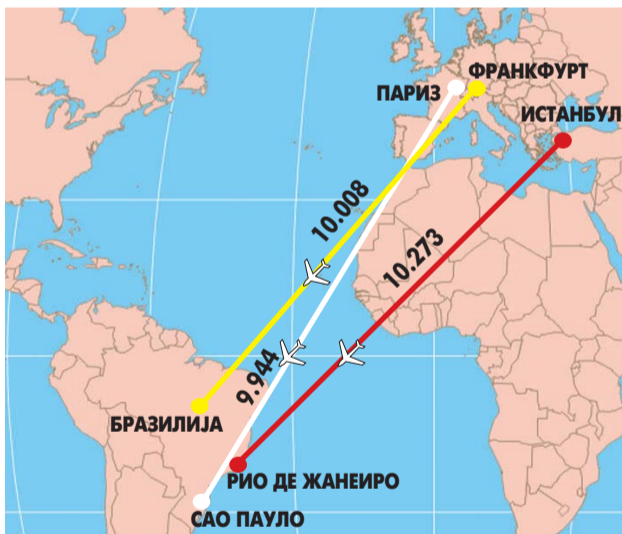 ФРАНКФУРТ
ПАРИЗ
ИСТАНБУЛ
10.008
10.273
9.944
БРАЗИЛИЈА
РИО ДЕ ЖАНЕИРО
САО ПАУЛО